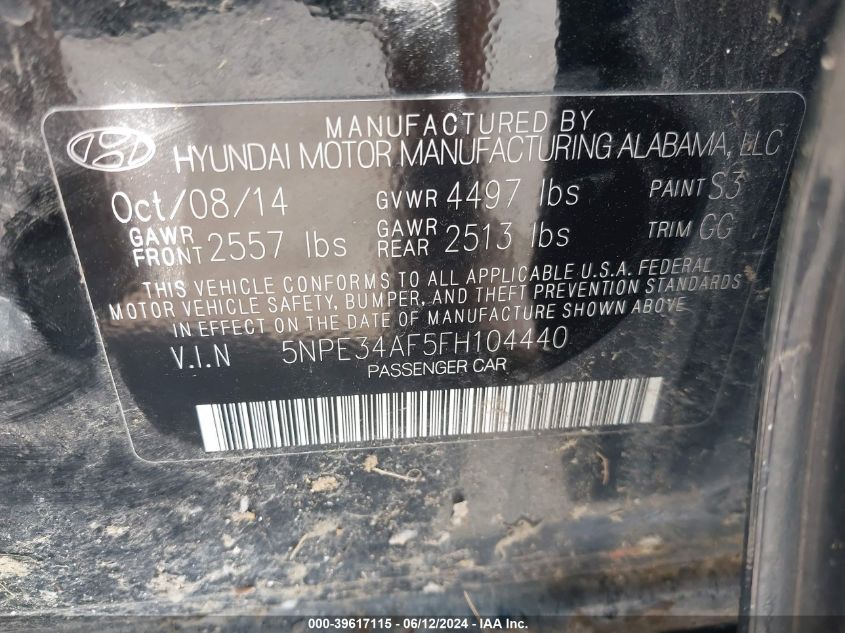 MANUFACTURED BY
HYUNDAI MOTOR MANUFACTURING ALABAMA, LLC
Oct/08/14 GVWR 4497 lbs PAINT S3
GAWR FRONT 2557 lbs GAWR REAR 2513 lbs TRIM GG
THIS VEHICLE CONFORMS TO ALL APPLICABLE U.S.A. FEDERAL
MOTOR VEHICLE SAFETY, BUMPER, AND THEFT PREVENTION STANDARDS
IN EFFECT ON THE DATE OF MANUFACTURE SHOWN ABOVE
V.I.N 5NPE34AF5FH104440
PASSENGER CAR
000-39617115 - 06/12/2024 - IAA Inc.